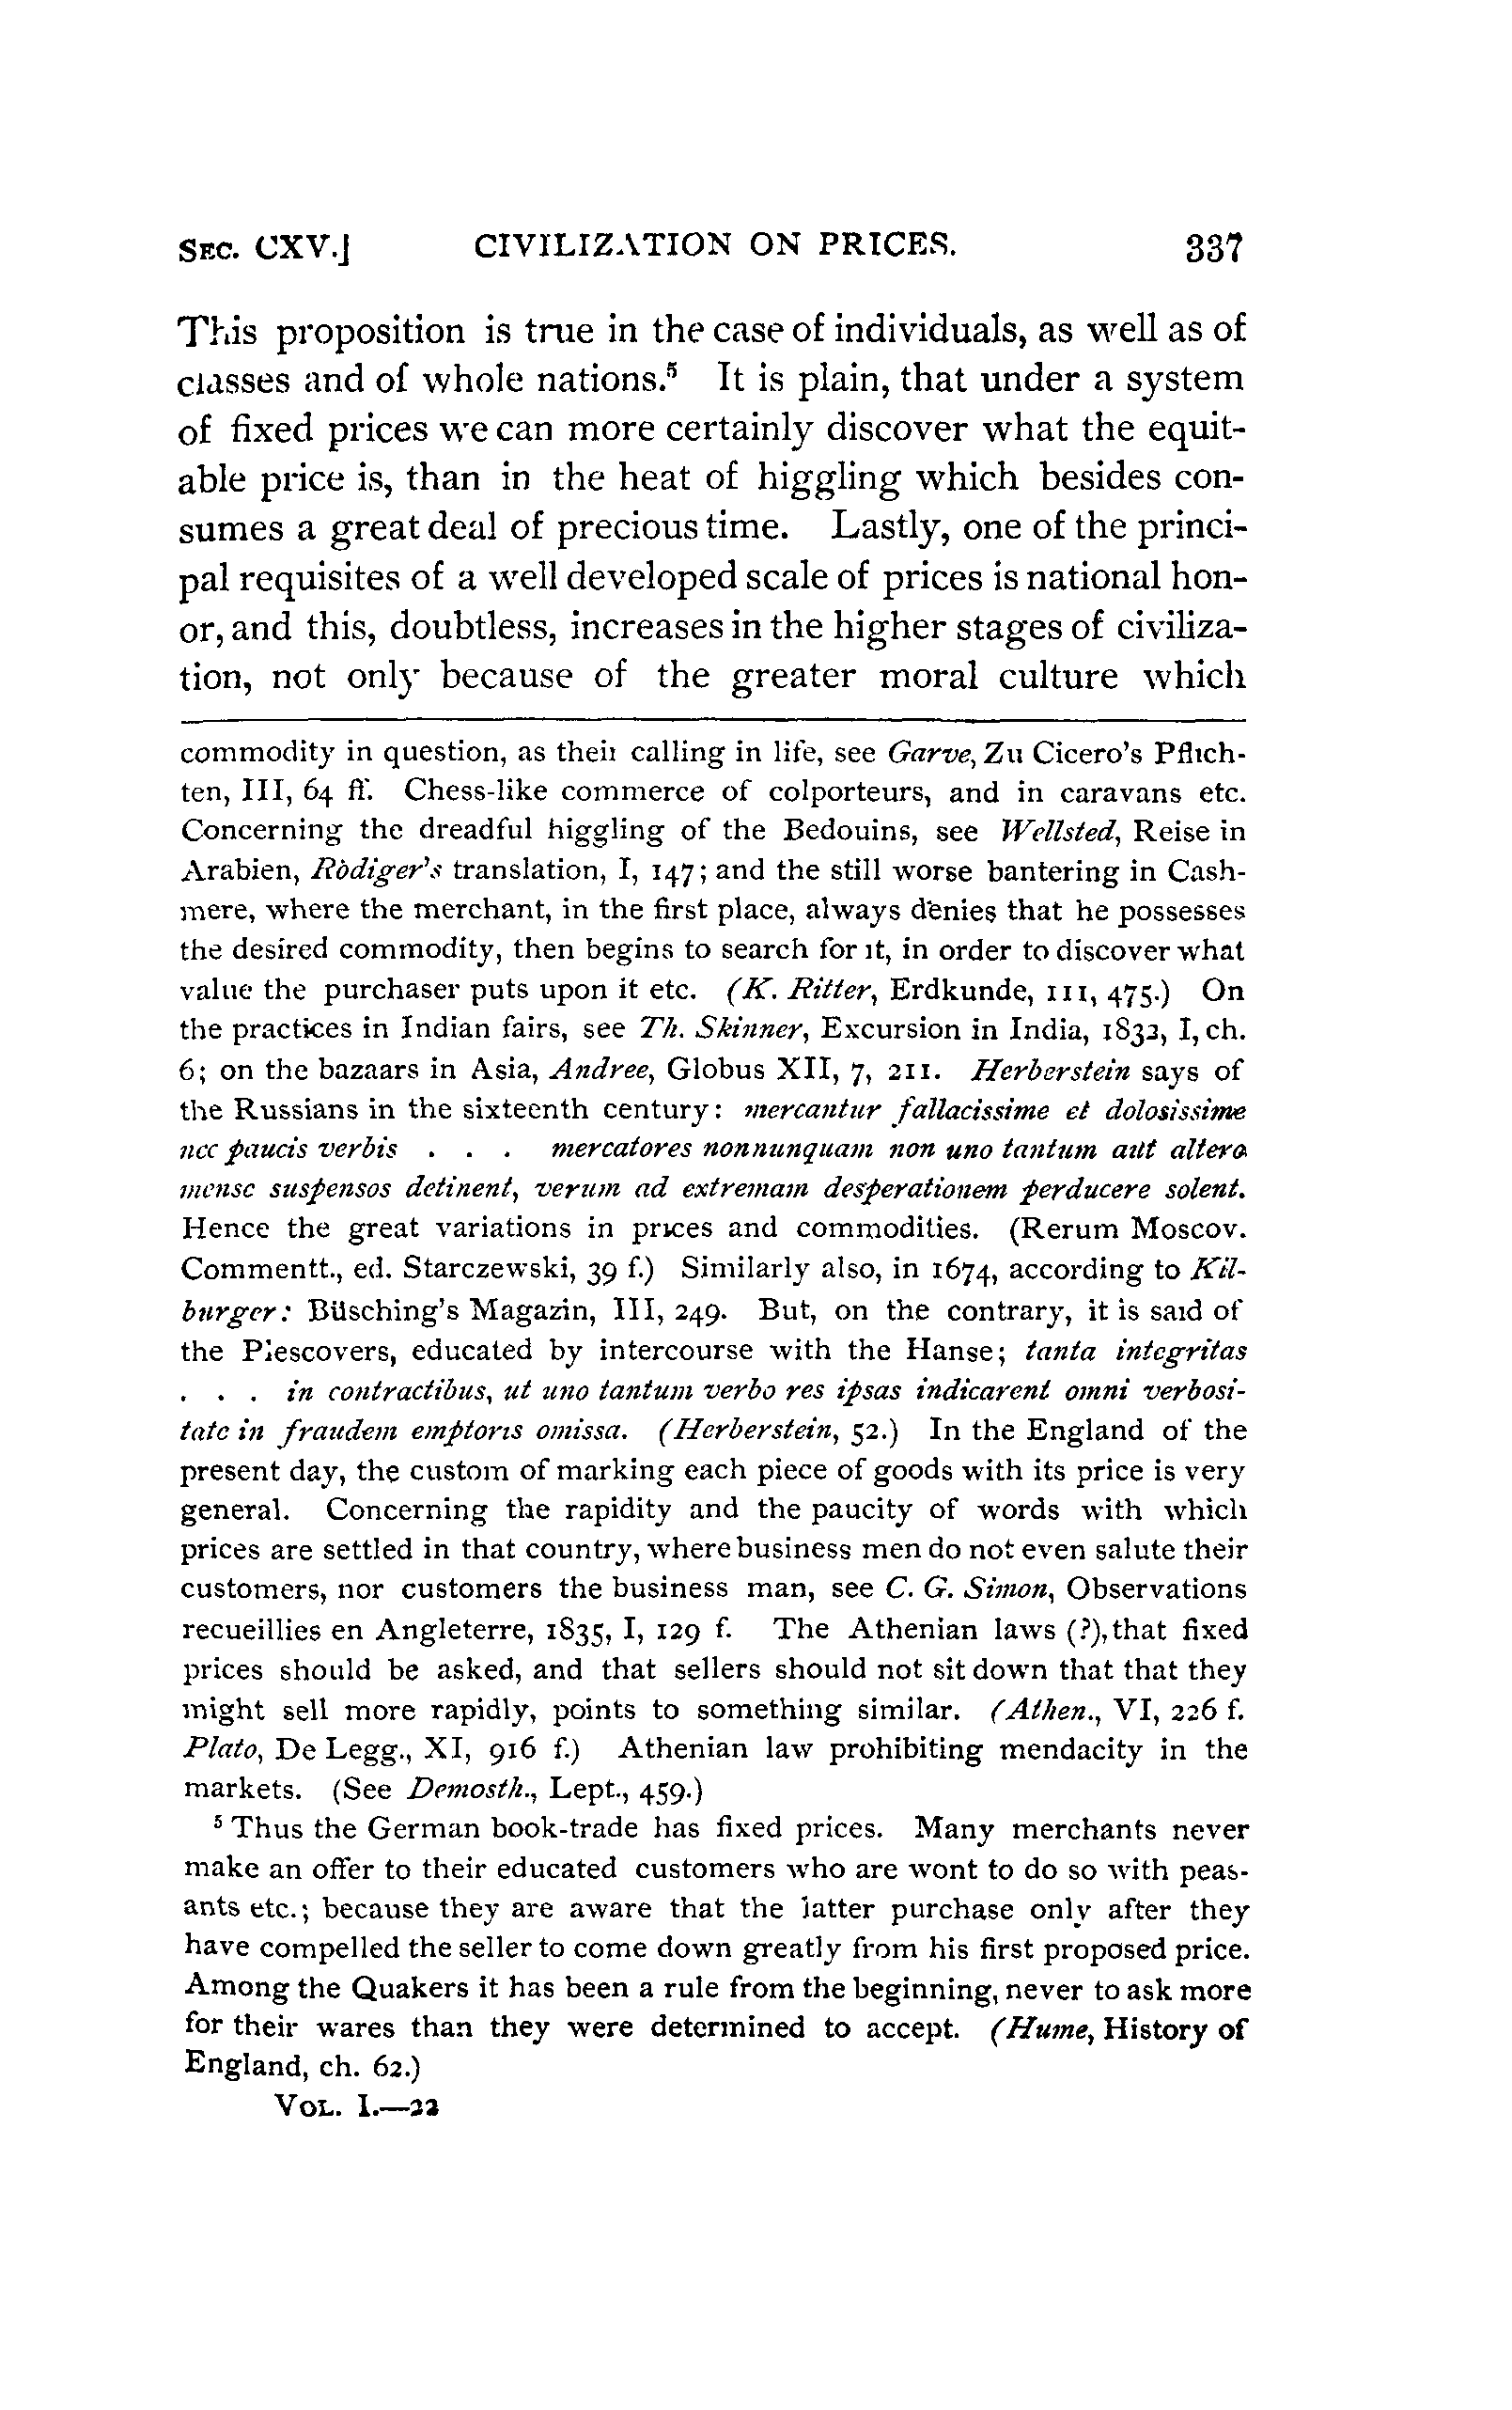 SEC. CXV.] CIVILIZATION ON PRICES. 337
This proposition is true in the case of individuals, as well as of
classes and of whole nations.⁵ It is plain, that under a system
of fixed prices we can more certainly discover what the equit-
able price is, than in the heat of higgling which besides con-
sumes a great deal of precious time. Lastly, one of the princi-
pal requisites of a well developed scale of prices is national hon-
or, and this, doubtless, increases in the higher stages of civiliza-
tion, not only because of the greater moral culture which
commodity in question, as their calling in life, see Garve, Zu Cicero's Pflich-
ten, III, 64 ff. Chess-like commerce of colporteurs, and in caravans etc.
Concerning the dreadful higgling of the Bedouins, see Wellsted, Reise in
Arabien, Rödiger's translation, I, 147; and the still worse bantering in Cash-
mere, where the merchant, in the first place, always denies that he possesses
the desired commodity, then begins to search for it, in order to discover what
value the purchaser puts upon it etc. (K. Ritter, Erdkunde, III, 475.) On
the practices in Indian fairs, see Th. Skinner, Excursion in India, 1832, I, ch.
6; on the bazaars in Asia, Andree, Globus XII, 7, 211. Herberstein says of
the Russians in the sixteenth century: mercantur fallacissime et dolosissime
nec paucis verbis . . . mercatores nonnunquam non uno tantum aut altero
mense suspensos detinent, verum ad extremam desperationem perducere solent.
Hence the great variations in prices and commodities. (Rerum Moscov.
Commentt., ed. Starczewski, 39 f.) Similarly also, in 1674, according to Kil-
burger: Büsching's Magazin, III, 249. But, on the contrary, it is said of
the Plescovers, educated by intercourse with the Hanse; tanta integritas
. . . in contractibus, ut uno tantum verbo res ipsas indicarent omni verbosi-
tate in fraudem emptoris omissa. (Herberstein, 52.) In the England of the
present day, the custom of marking each piece of goods with its price is very
general. Concerning the rapidity and the paucity of words with which
prices are settled in that country, where business men do not even salute their
customers, nor customers the business man, see C. G. Simon, Observations
recueillies en Angleterre, 1835, I, 129 f. The Athenian laws (?), that fixed
prices should be asked, and that sellers should not sit down that that they
might sell more rapidly, points to something similar. (Athen., VI, 226 f.
Plato, De Legg., XI, 916 f.) Athenian law prohibiting mendacity in the
markets. (See Demosth., Lept., 459.)
⁵ Thus the German book-trade has fixed prices. Many merchants never
make an offer to their educated customers who are wont to do so with peas-
ants etc.; because they are aware that the latter purchase only after they
have compelled the seller to come down greatly from his first proposed price.
Among the Quakers it has been a rule from the beginning, never to ask more
for their wares than they were determined to accept. (Hume, History of
England, ch. 62.)
VOL. I.—22